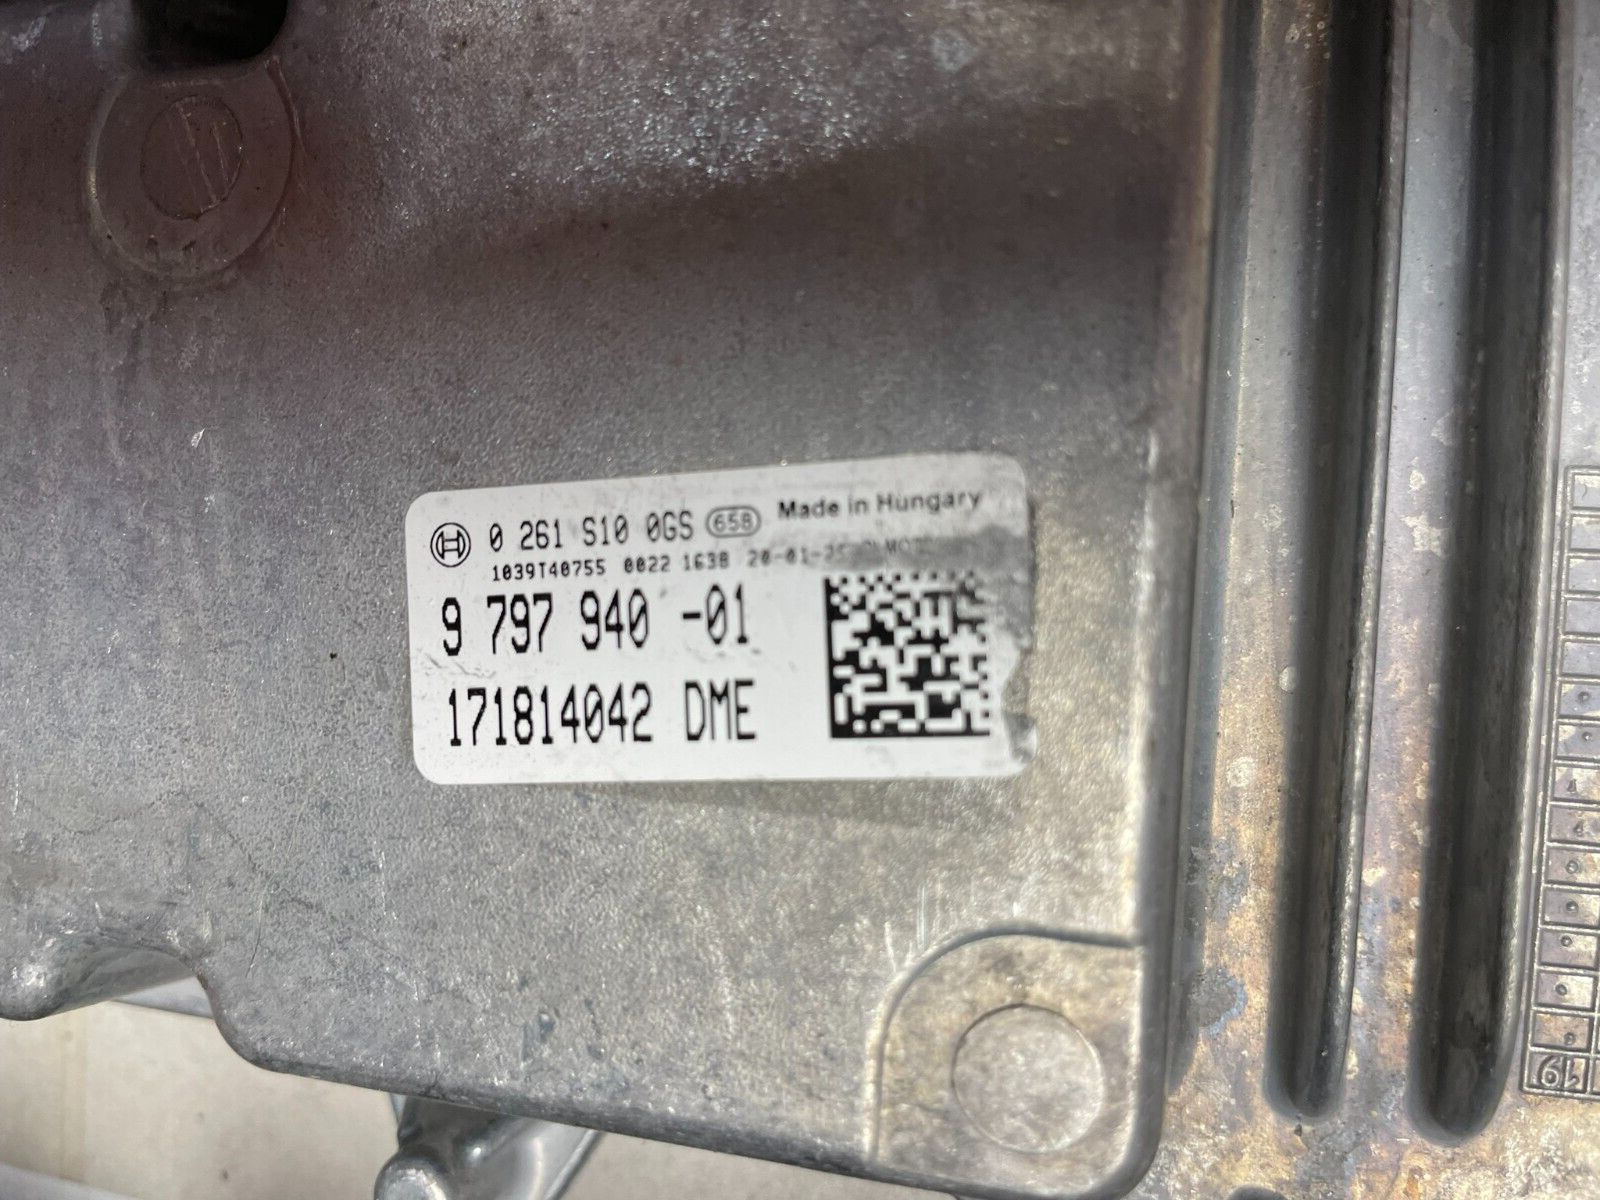 0 261 S10 0GS 658 Made in Hungary
1039T40755 0022 1638
9 797 940 -01
171814042 DME